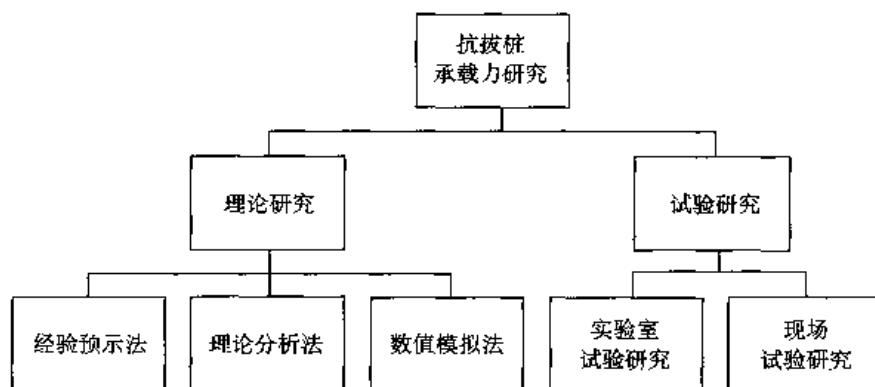 抗拔桩
承载力研究
理论研究
试验研究
经验预示法
理论分析法
数值模拟法
实验室
试验研究
现场
试验研究